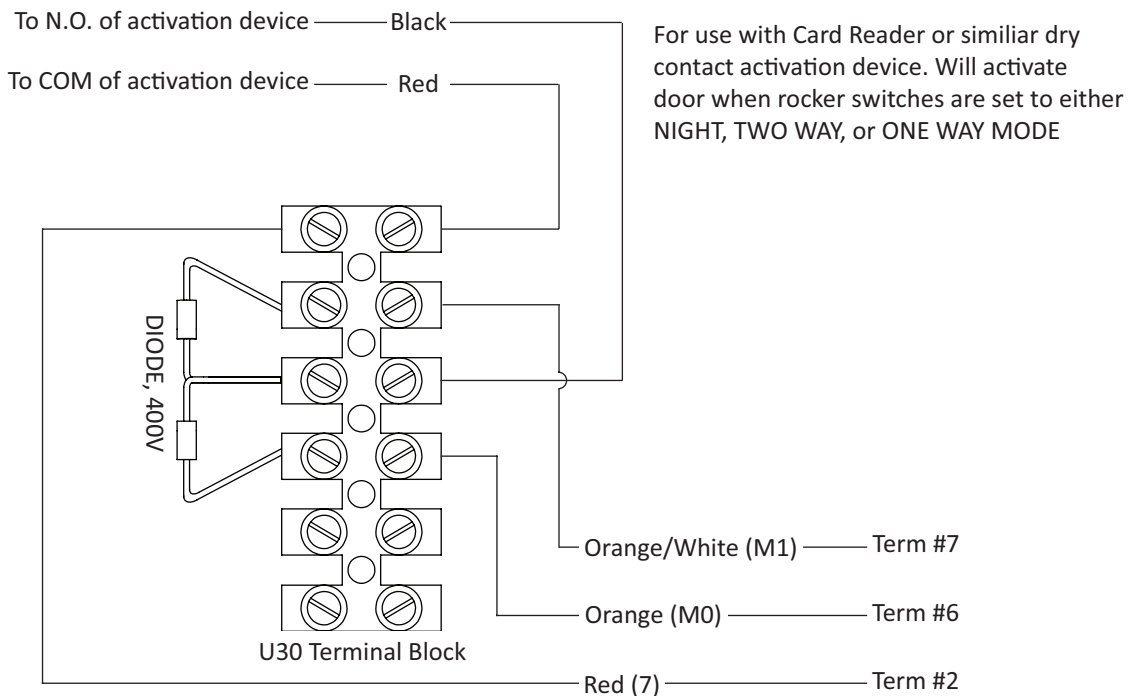 To N.O. of activation device Black
To COM of activation device Red
For use with Card Reader or similiar dry
contact activation device. Will activate
door when rocker switches are set to either
NIGHT, TWO WAY, or ONE WAY MODE
DIODE, 400V
Orange/White (M1) Term #7
Orange (M0) Term #6
U30 Terminal Block
Red (7) Term #2